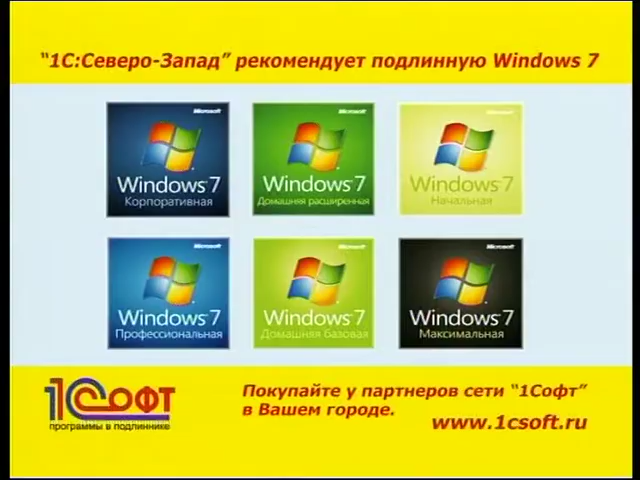 “1С:Северо-Запад” рекомендует подлинную Windows 7
Microsoft
Windows 7
Корпоративная
Microsoft
Windows 7
Домашняя расширенная
Microsoft
Windows 7
Начальная
Microsoft
Windows 7
Профессиональная
Microsoft
Windows 7
Домашняя базовая
Microsoft
Windows 7
Максимальная
1Софт
программы в подлиннике
Покупайте у партнеров сети “1Софт”
в Вашем городе.
www.1csoft.ru